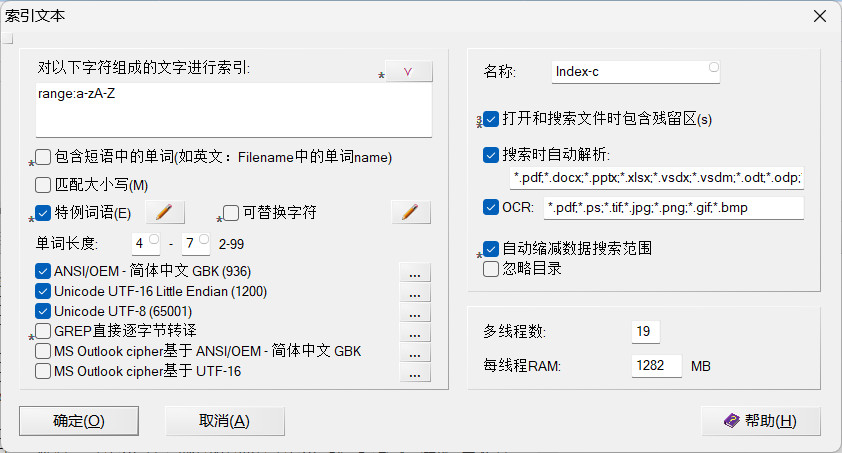 索引文本
对以下字符组成的文字进行索引:
* V
range:a-zA-Z
* 包含短语中的单词(如英文：Filename中的单词name)
匹配大小写(M)
* 特例词语(E)
* 可替换字符
单词长度: 4 - 7 2-99
ANSI/OEM - 简体中文 GBK (936) ...
Unicode UTF-16 Little Endian (1200) ...
Unicode UTF-8 (65001) ...
* GREP直接逐字节转译 ...
MS Outlook cipher基于 ANSI/OEM - 简体中文 GBK ...
MS Outlook cipher基于 UTF-16 ...
名称: Index-c
打开和搜索文件时包含残留区(s)
搜索时自动解析:
*.pdf;*.docx;*.pptx;*.xlsx;*.vsdx;*.vsdm;*.odt;*.odp;
OCR: *.pdf,*.ps;*.tif,*.jpg;*.png;*.gif,*.bmp
* 自动缩减数据搜索范围
忽略目录
多线程数: 19
每线程RAM: 1282 MB
确定(O)
取消(A)
帮助(H)